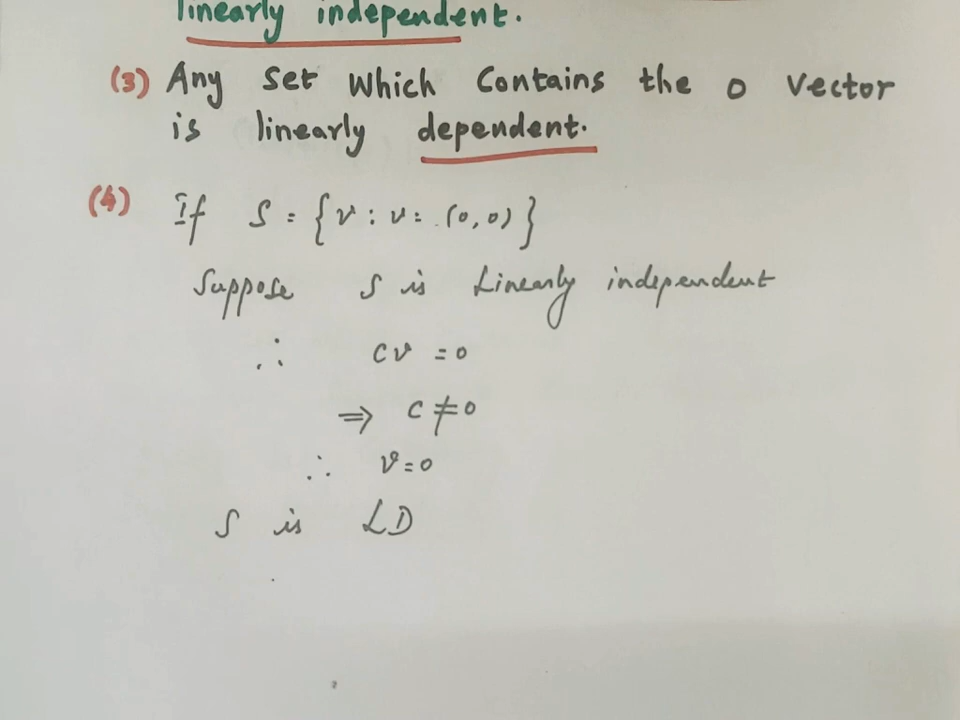 linearly independent.
(3) Any set which contains the 0 vector
is linearly dependent.
(4) If S = {v : v = (0,0)}
Suppose S is Linearly independent
∴ cv = 0
⇒ c ≠ 0
∴ v = 0
S is LD